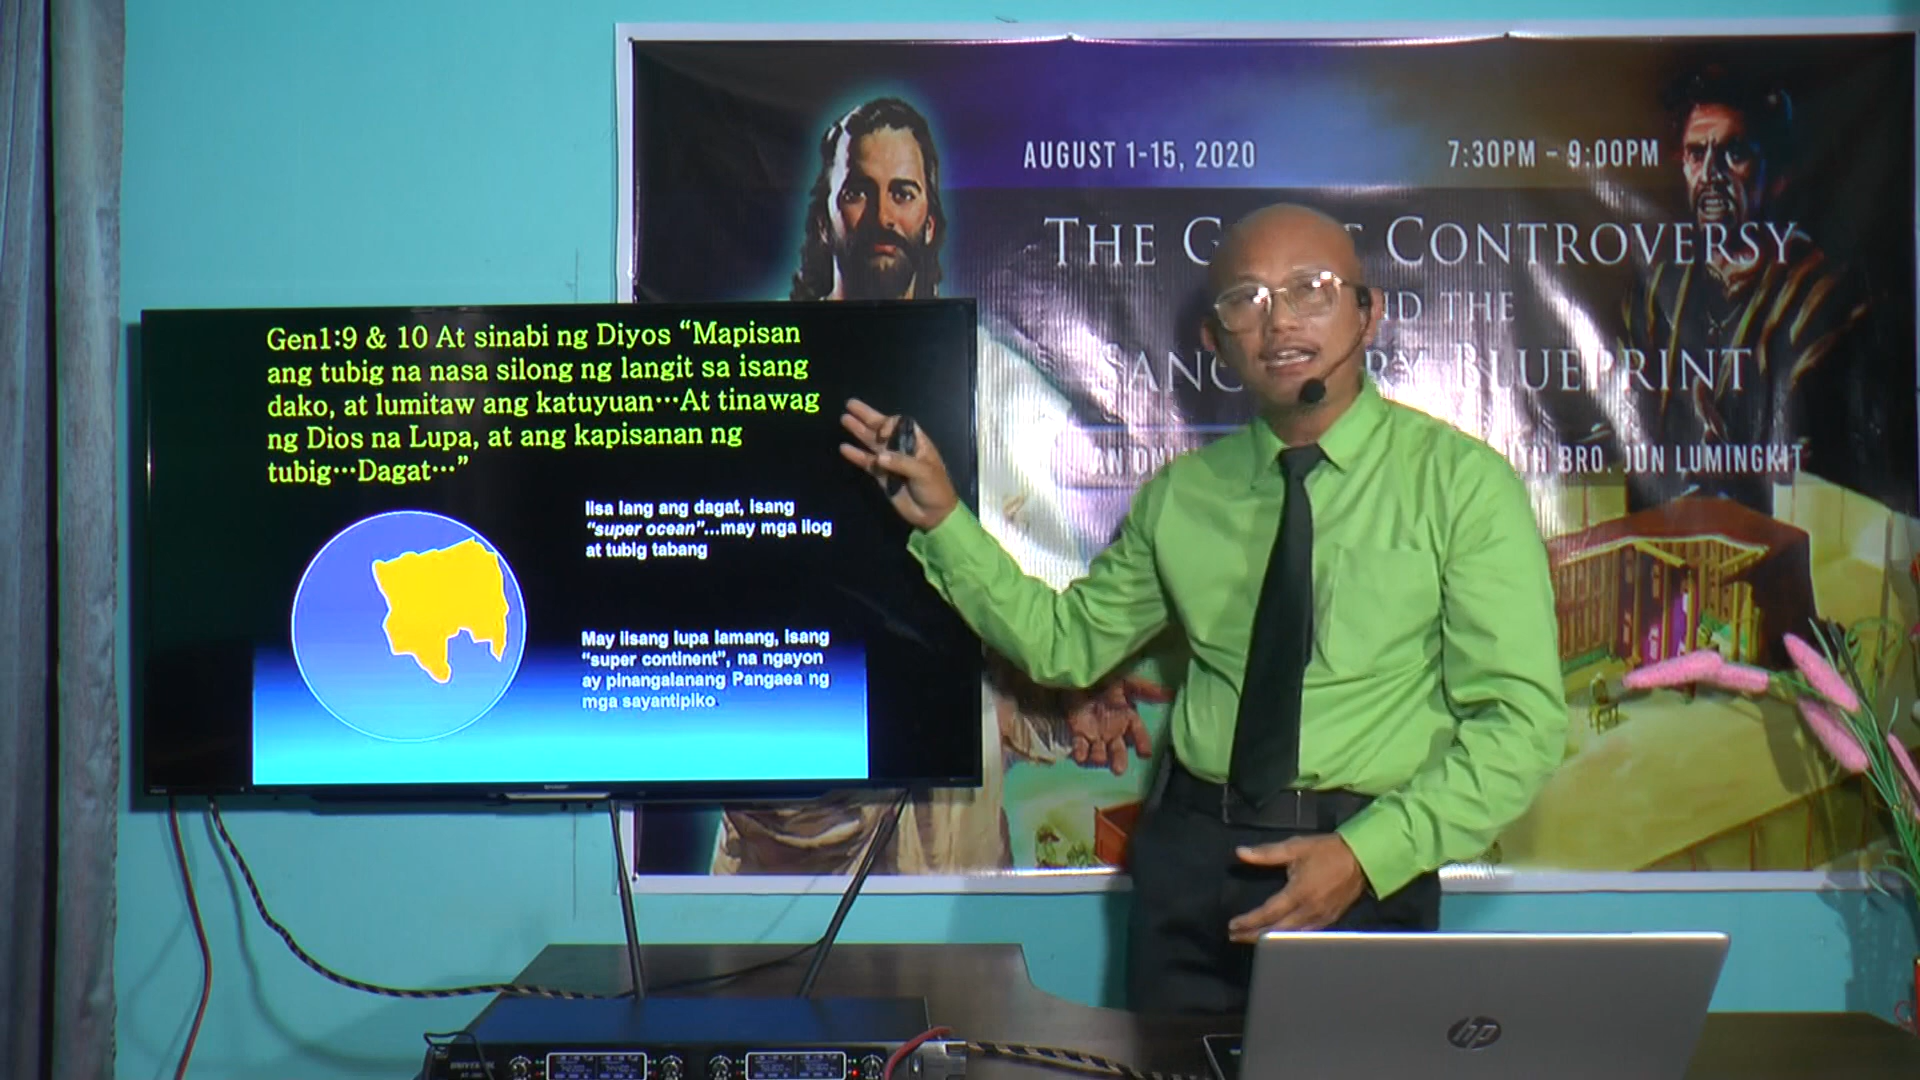 AUGUST 1-15, 2020
7:30PM - 9:00PM
THE CONTROVERSY
THE
BLUEPRINT
BRO. JUN LUMINGKIT
Gen1:9 & 10 At sinabi ng Diyos “Mapisan
ang tubig na nasa silong ng langit sa isang
dako, at lumitaw ang katuyuan…At tinawag
ng Dios na Lupa, at ang kapisanan ng
tubig…Dagat…”
Iisa lang ang dagat, isang
“super ocean”...may mga ilog
at tubig tabang
May iisang lupa lamang, isang
“super continent”, na ngayon
ay pinangalanang Pangaea ng
mga sayantipiko
hp